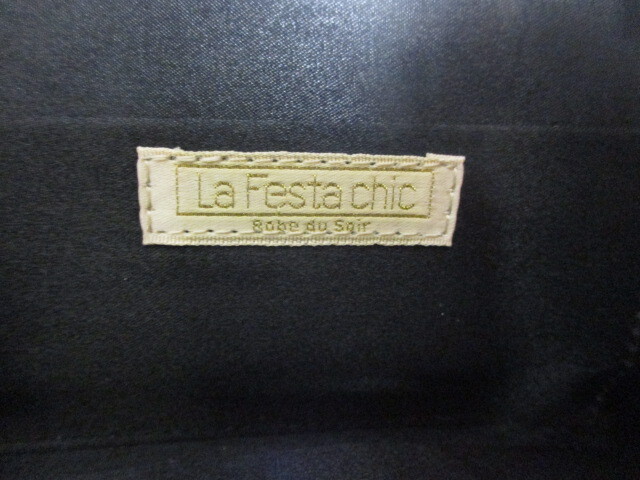 La Festa chic
Robe du Soir